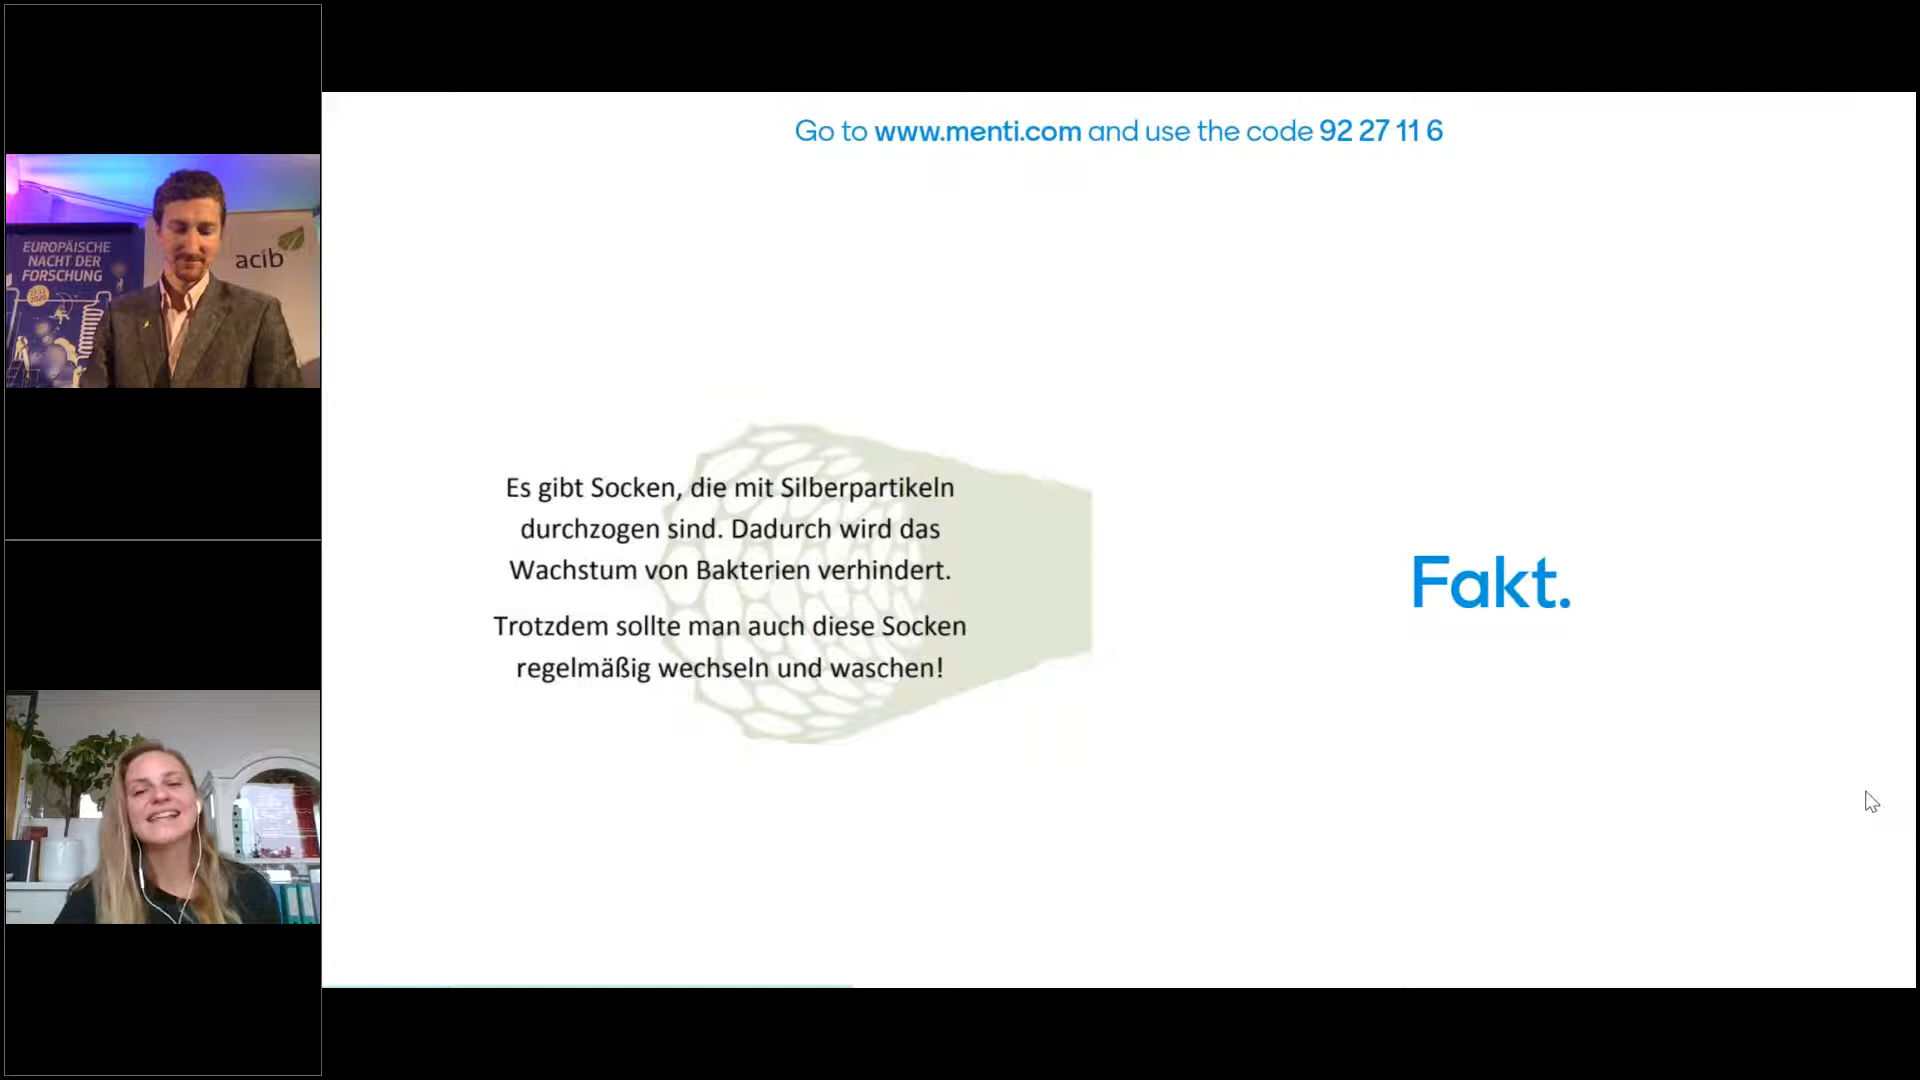 Go to www.menti.com and use the code 92 27 11 6
EUROPÄISCHE
NACHT DER
FORSCHUNG
2020
acib
Es gibt Socken, die mit Silberpartikeln
durchzogen sind. Dadurch wird das
Wachstum von Bakterien verhindert.
Trotzdem sollte man auch diese Socken
regelmäßig wechseln und waschen!
Fakt.